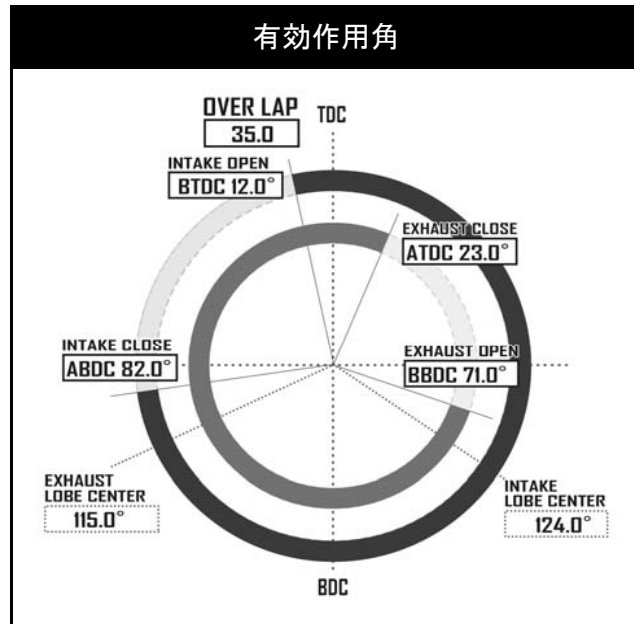 有効作用角
OVER LAP
35.0
TDC
INTAKE OPEN
BTDC 12.0°
EXHAUST CLOSE
ATDC 23.0°
INTAKE CLOSE
ABDC 82.0°
EXHAUST OPEN
BBDC 71.0°
EXHAUST
LOBE CENTER
115.0°
INTAKE
LOBE CENTER
124.0°
BDC